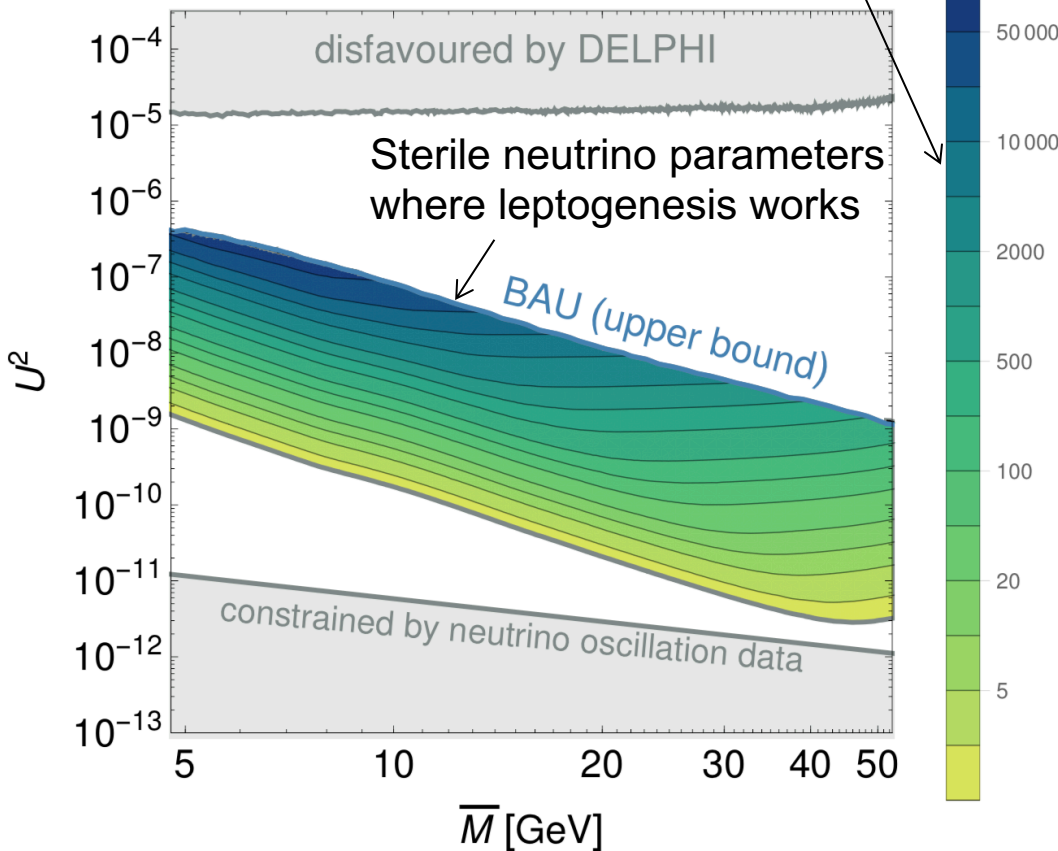 10⁻⁴
10⁻⁵
10⁻⁶
10⁻⁷
10⁻⁸
10⁻⁹
10⁻¹⁰
10⁻¹¹
10⁻¹²
10⁻¹³
U²
disfavoured by DELPHI
Sterile neutrino parameters
where leptogenesis works
BAU (upper bound)
constrained by neutrino oscillation data
5 10 20 30 40 50
M̅ [GeV]
50 000
10 000
2000
500
100
20
5